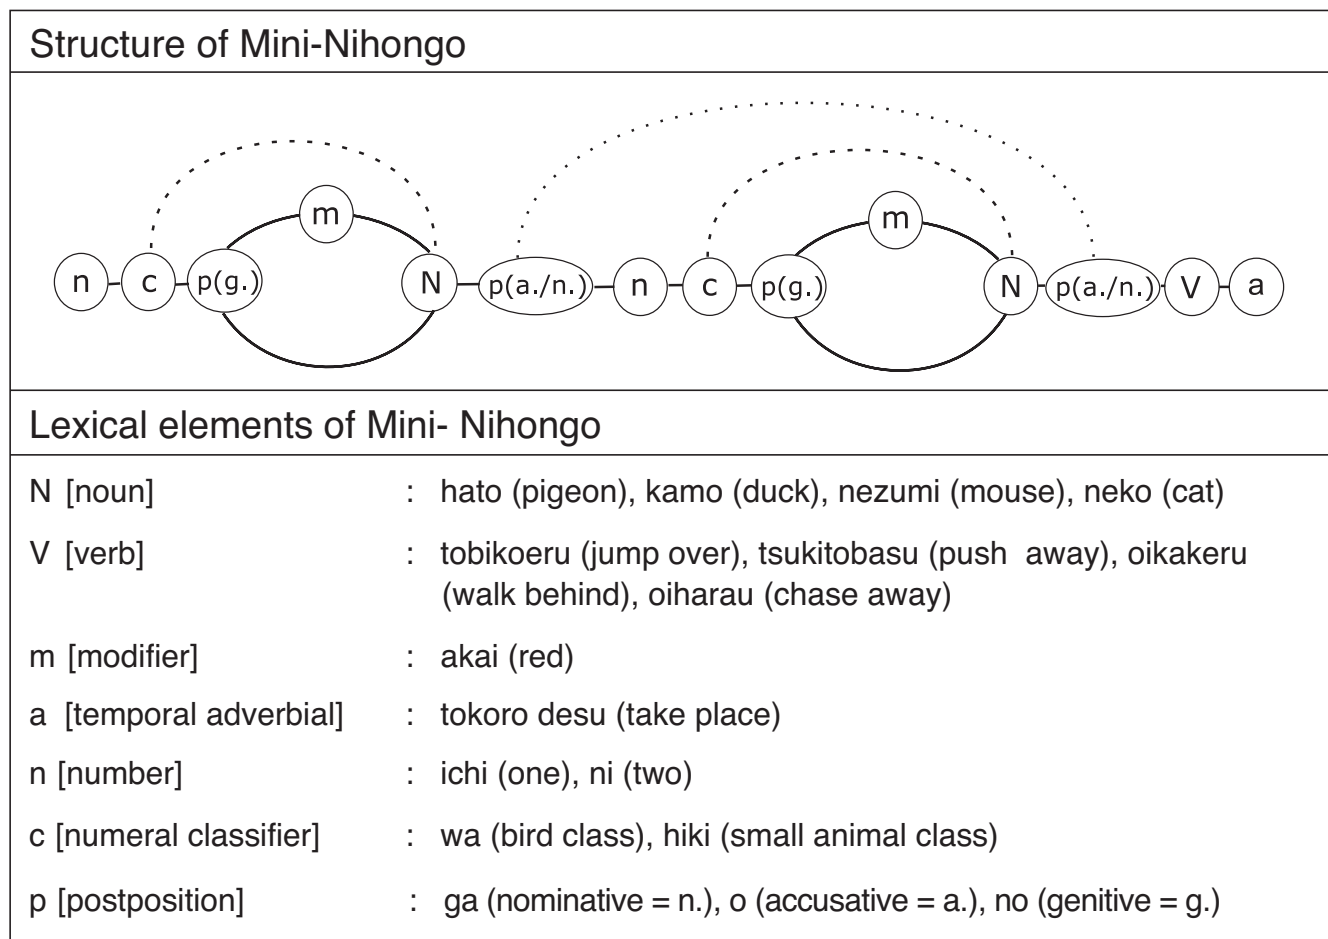 Structure of Mini-Nihongo
m
m
n c p(g.) N p(a./n.) n c p(g.) N p(a./n.) V a
Lexical elements of Mini- Nihongo
N [noun] : hato (pigeon), kamo (duck), nezumi (mouse), neko (cat)
V [verb] : tobikoeru (jump over), tsukitobasu (push away), oikakeru
(walk behind), oiharau (chase away)
m [modifier] : akai (red)
a [temporal adverbial] : tokoro desu (take place)
n [number] : ichi (one), ni (two)
c [numeral classifier] : wa (bird class), hiki (small animal class)
p [postposition] : ga (nominative = n.), o (accusative = a.), no (genitive = g.)